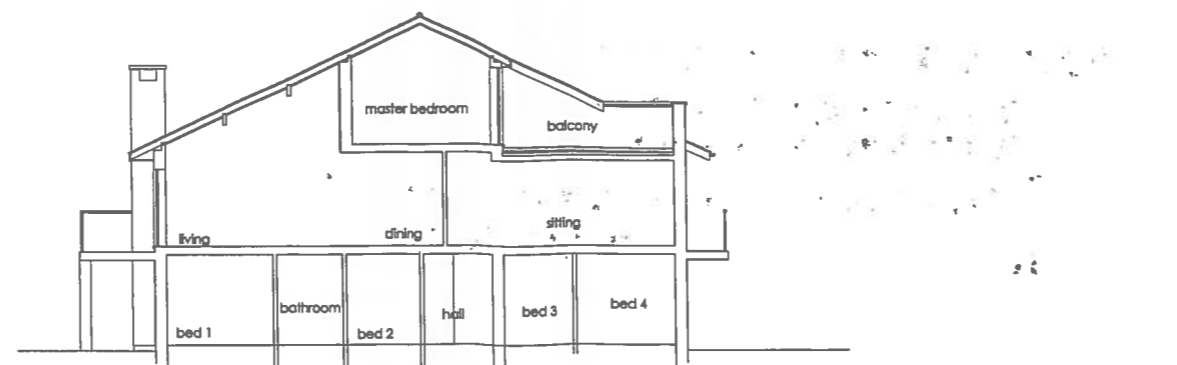 master bedroom
balcony
living
dining
sitting
bed 1
bathroom
bed 2
hall
bed 3
bed 4